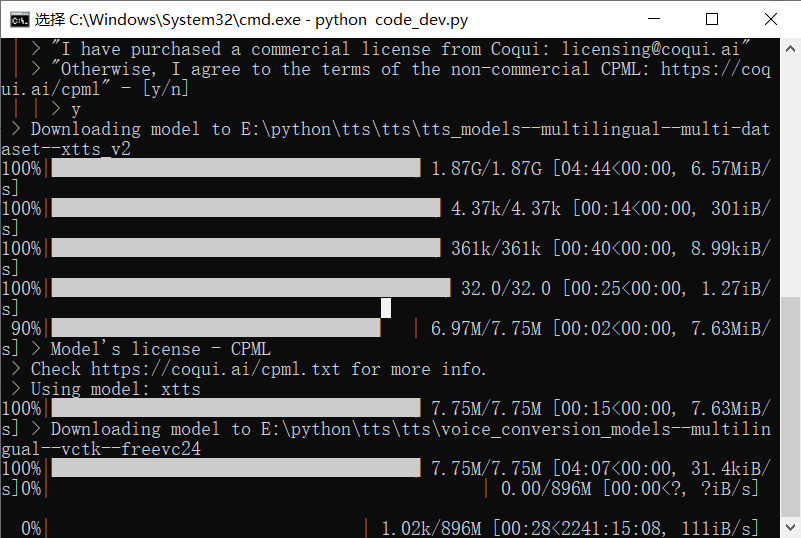 选择 C:\Windows\System32\cmd.exe - python  code_dev.py
| > "I have purchased a commercial license from Coqui: licensing@coqui.ai"
| > "Otherwise, I agree to the terms of the non-commercial CPML: https://coq
ui.ai/cpml" - [y/n]
| | > y
> Downloading model to E:\python\tts\tts\tts_models--multilingual--multi-dat
aset--xtts_v2
100%| | 1.87G/1.87G [04:44<00:00, 6.57MiB/
s]
100%| | 4.37k/4.37k [00:14<00:00, 301iB/
s]
100%| | 361k/361k [00:40<00:00, 8.99kiB/
s]
100%| | 32.0/32.0 [00:25<00:00, 1.27iB/
s]
90%| | 6.97M/7.75M [00:02<00:00, 7.63MiB/
s] > Model's license - CPML
> Check https://coqui.ai/cpml.txt for more info.
> Using model: xtts
100%| | 7.75M/7.75M [00:15<00:00, 7.63MiB/
s] > Downloading model to E:\python\tts\tts\voice_conversion_models--multilin
gual--vctk--freevc24
100%| | 7.75M/7.75M [04:07<00:00, 31.4kiB/
s]0%| | 0.00/896M [00:00<?, ?iB/s]
0%| | 1.02k/896M [00:28<2241:15:08, 111iB/s]